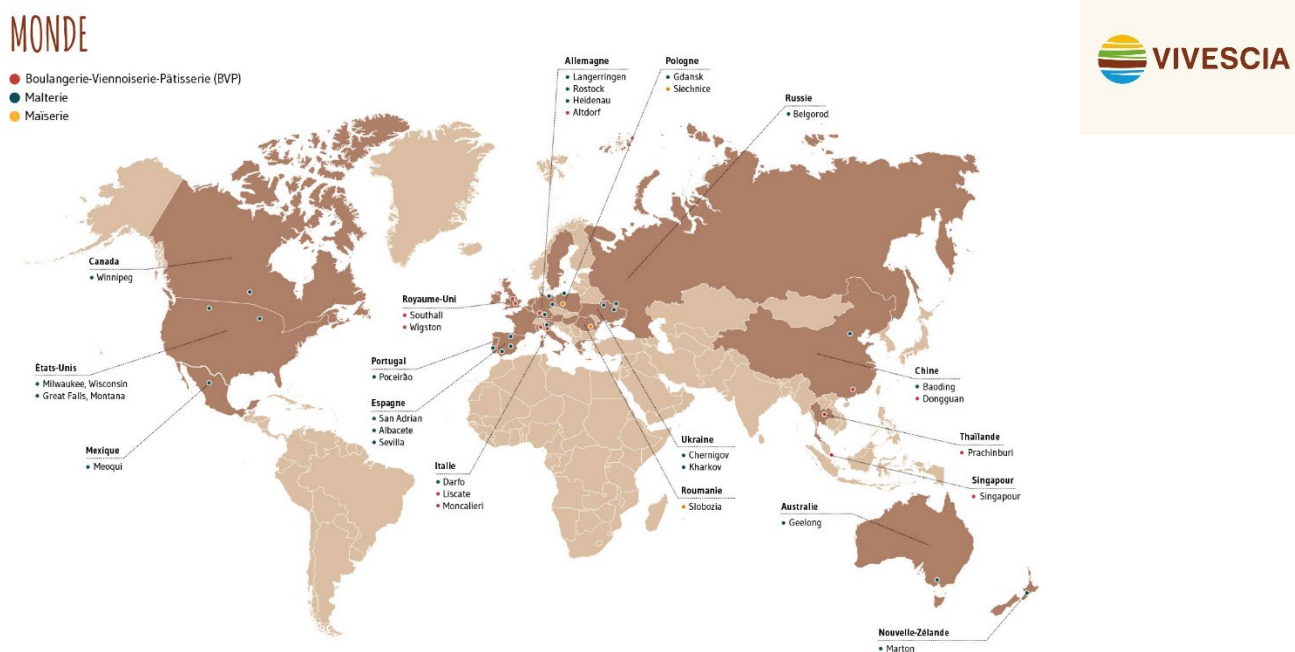 MONDE
VIVESCIA
Boulangerie-Viennoiserie-Pâtisserie (BVP)
Malterie
Maïserie
Allemagne
Langerringen
Rostock
Heidenau
Altdorf
Pologne
Gdansk
Siechnice
Russie
Belgorod
Canada
Winnipeg
Royaume-Uni
Southall
Wigston
États-Unis
Milwaukee, Wisconsin
Great Falls, Montana
Portugal
Poceirão
Chine
Baoding
Dongguan
Espagne
San Adrian
Albacete
Sevilla
Mexique
Meoqui
Ukraine
Chernigov
Kharkov
Thaïlande
Prachinburi
Italie
Darfo
Liscate
Moncalieri
Roumanie
Slobozia
Singapour
Singapour
Australie
Geelong
Nouvelle-Zélande
Marton